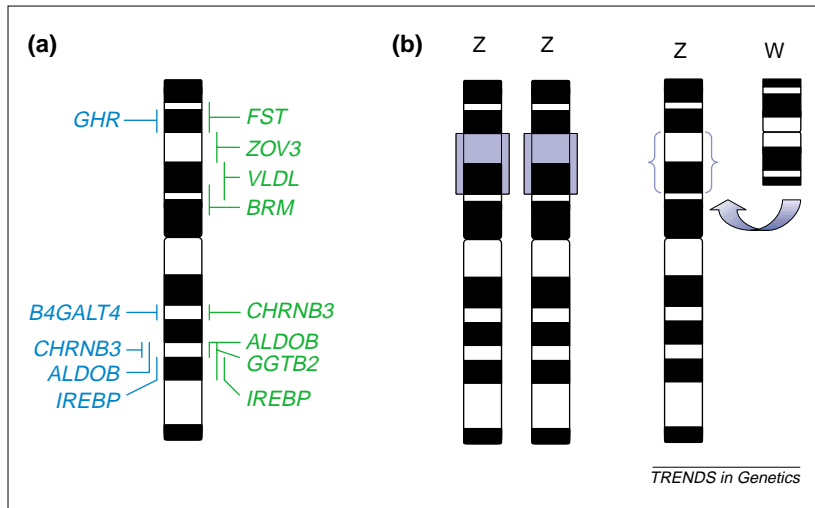 (a)
GHR
FST
ZOV3
VLDL
BRM
B4GALT4
CHRNB3
CHRNB3
ALDOB
ALDOB
GGTB2
IREBP
IREBP
(b)
Z
Z
Z
W
TRENDS in Genetics